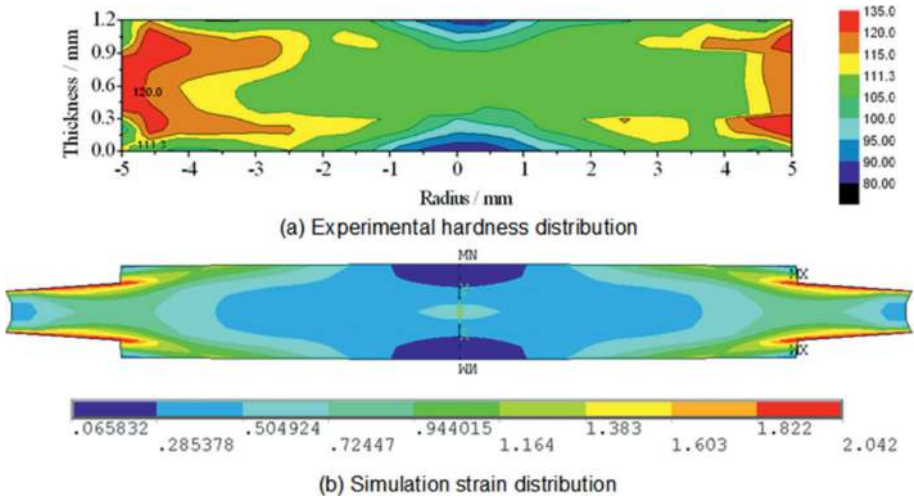 Thickness / mm
1.2
0.9
0.6
0.3
0.0
120.0
111.3
-5 -4 -3 -2 -1 0 1 2 3 4 5
Radius / mm
135.0
120.0
115.0
111.3
105.0
100.0
95.00
90.00
80.00
(a) Experimental hardness distribution
MN
MX
MX
MN
.065832 .504924 .944015 1.383 1.822
.285378 .72447 1.164 1.603 2.042
(b) Simulation strain distribution